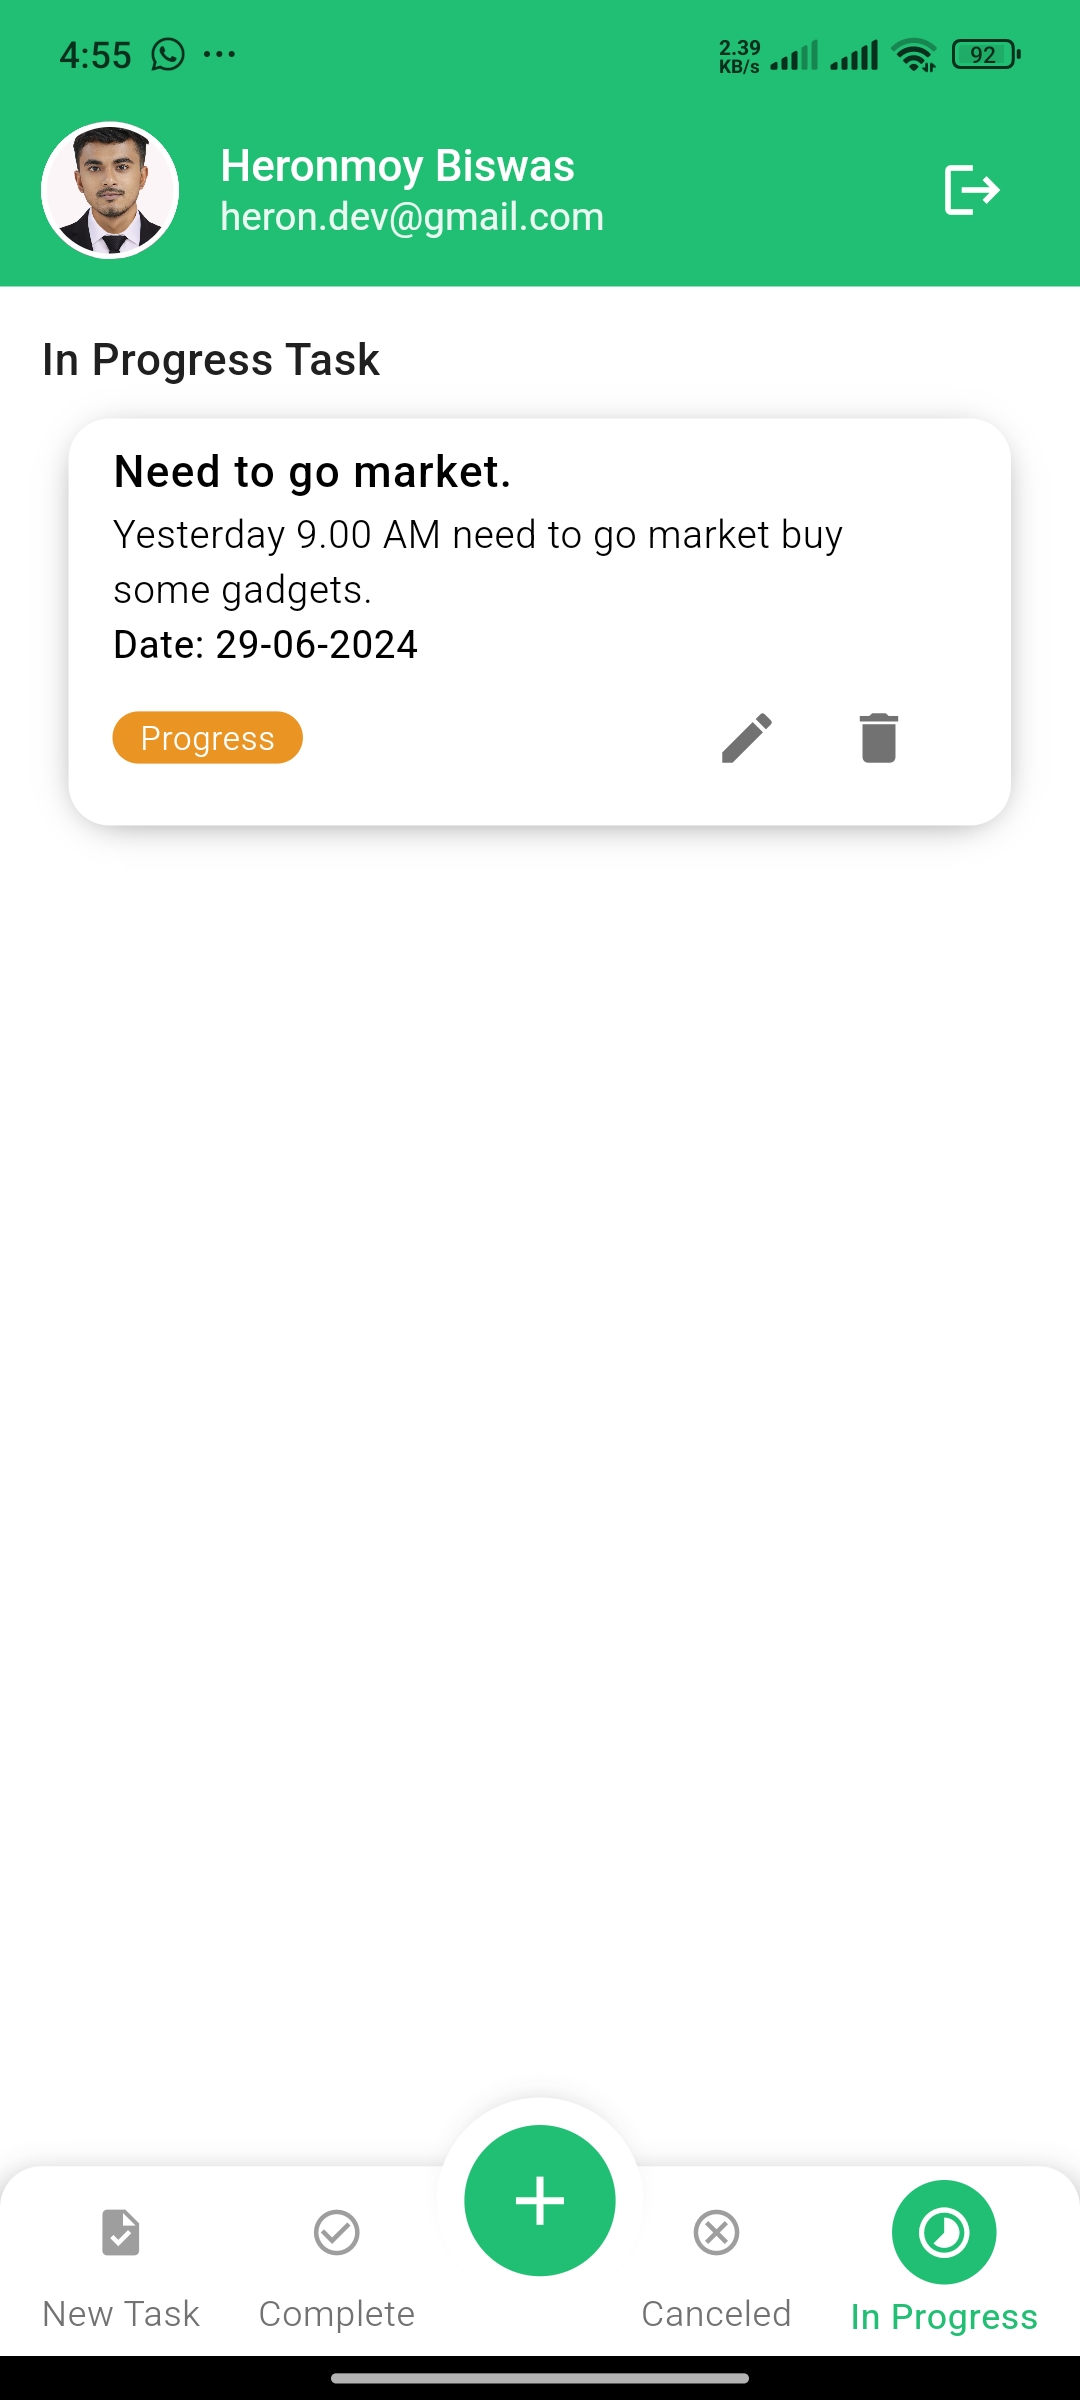 4:55
2.39
KB/s
92
Heronmoy Biswas
heron.dev@gmail.com
In Progress Task
Need to go market.
Yesterday 9.00 AM need to go market buy
some gadgets.
Date: 29-06-2024
Progress
New Task
Complete
Canceled
In Progress